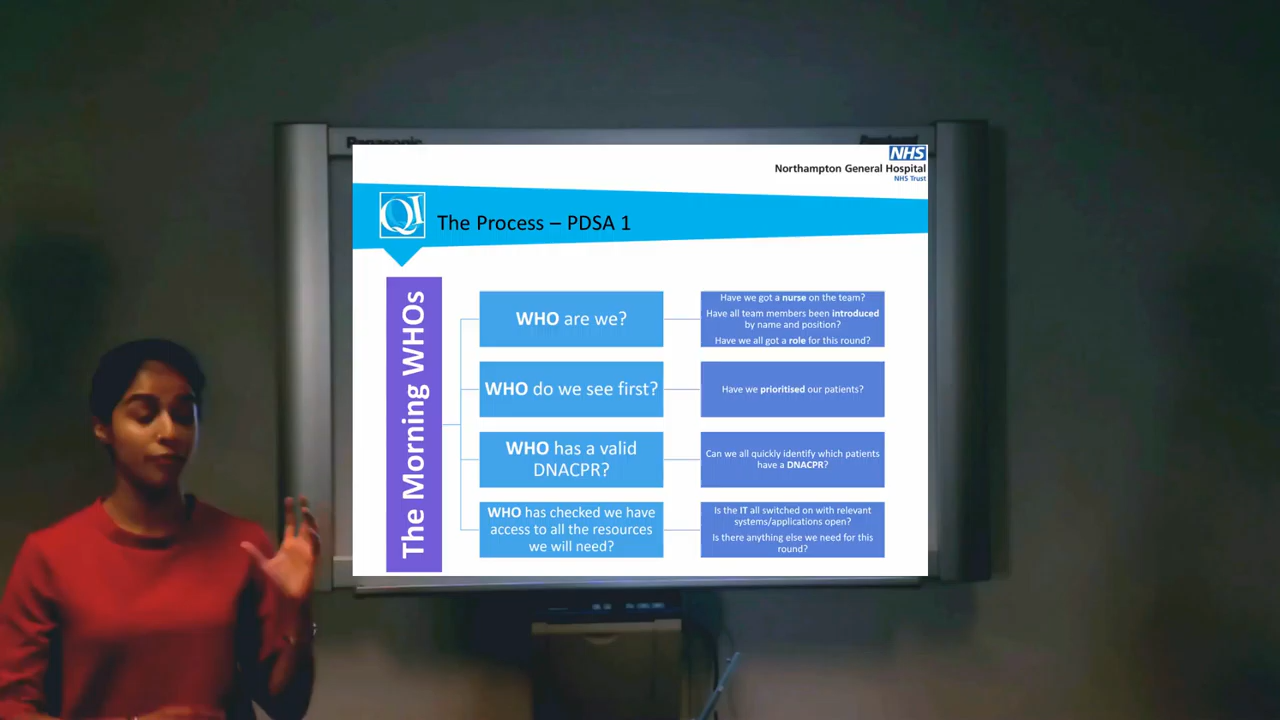 Panasonic
NHS
Northampton General Hospital
NHS Trust
QI
The Process – PDSA 1
The Morning WHOs
WHO are we?
Have we got a nurse on the team?
Have all team members been introduced
by name and position?
Have we all got a role for this round?
WHO do we see first?
Have we prioritised our patients?
WHO has a valid
DNACPR?
Can we all quickly identify which patients
have a DNACPR?
WHO has checked we have
access to all the resources
we will need?
Is the IT all switched on with relevant
systems/applications open?
Is there anything else we need for this
round?